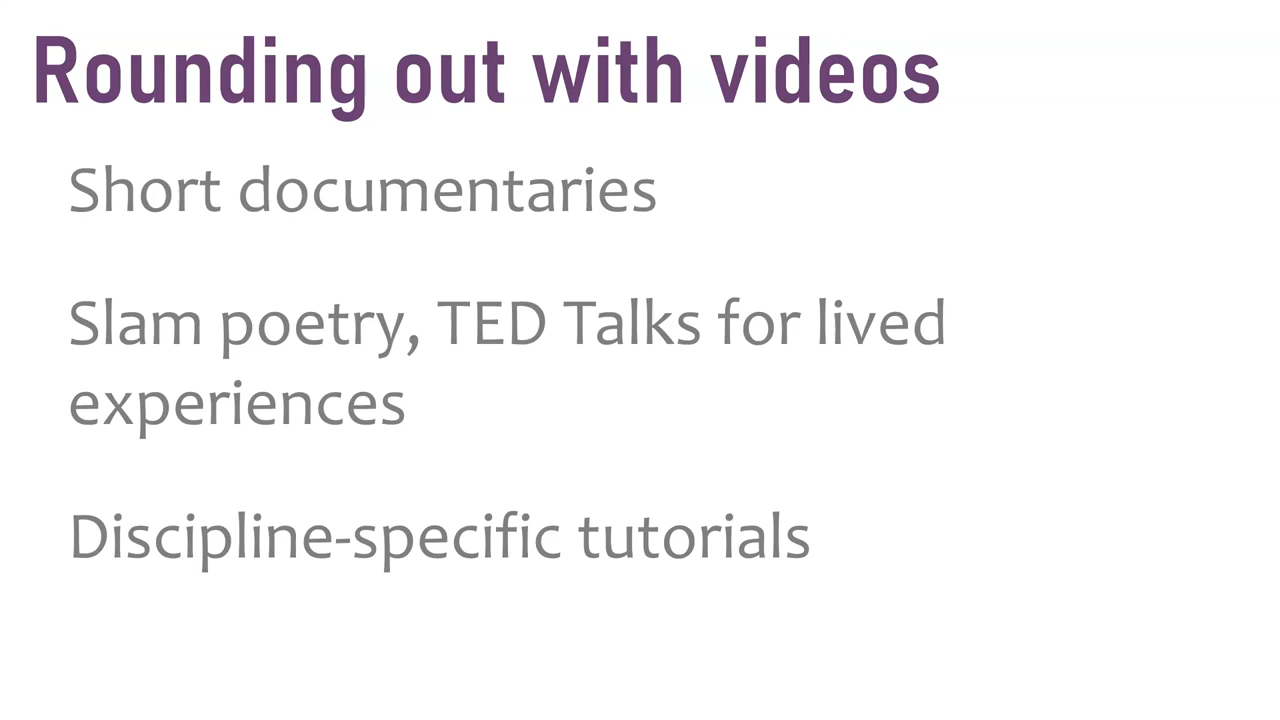 Rounding out with videos
Short documentaries
Slam poetry, TED Talks for lived
experiences
Discipline-specific tutorials